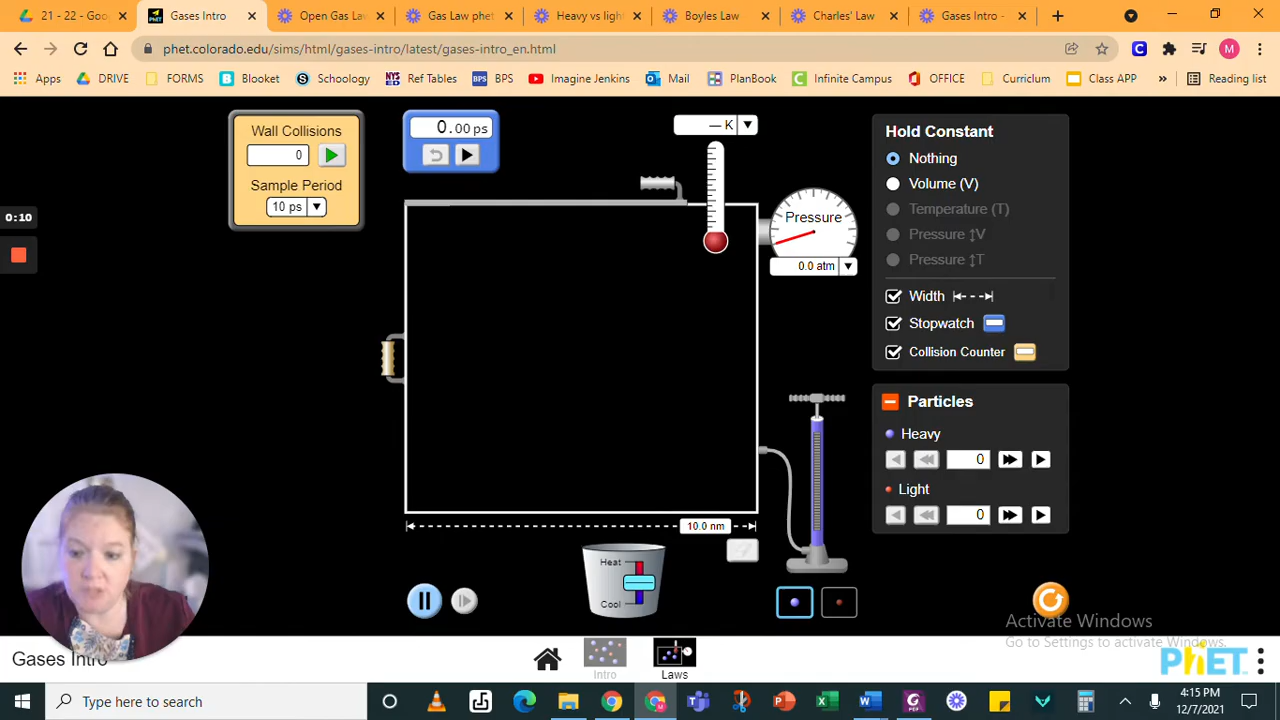 21 - 22 - Goog
Gases Intro
Open Gas Law
Gas Law phet
Heavy vs ligh
Boyles Law
Charles' Law
Gases Intro -
phet.colorado.edu/sims/html/gases-intro/latest/gases-intro_en.html
M
Apps
DRIVE
FORMS
Blooket
Schoology
Ref Tables
BPS
Imagine Jenkins
Mail
PlanBook
Infinite Campus
OFFICE
Curriclum
Class APP
»
Reading list
Wall Collisions
0
Sample Period
10 ps
0.00 ps
— K
Pressure
0.0 atm
Hold Constant
Nothing
Volume (V)
Temperature (T)
Pressure ↕V
Pressure ↕T
Width
Stopwatch
Collision Counter
0:10
Particles
Heavy
0
Light
0
10.0 nm
Heat
Cool
Activate Windows
Go to Settings to activate Windows.
Gases Intro
Intro
Laws
PhET
Type here to search
4:15 PM
12/7/2021